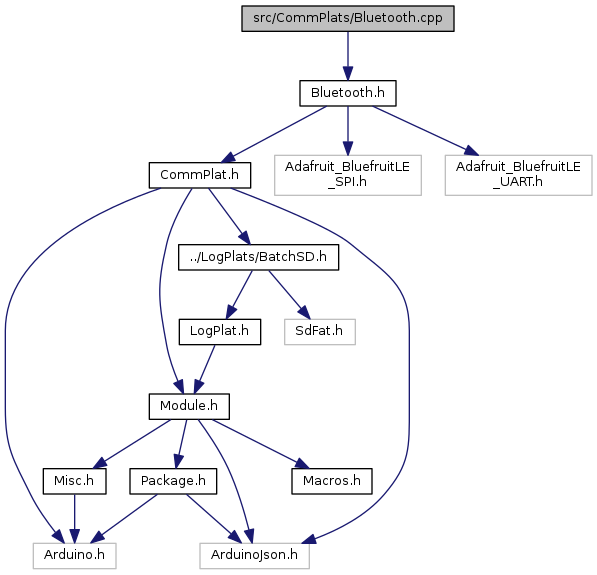 src/CommPlats/Bluetooth.cpp
Bluetooth.h
CommPlat.h
Adafruit_BluefruitLE
_SPI.h
Adafruit_BluefruitLE
_UART.h
../LogPlats/BatchSD.h
LogPlat.h
SdFat.h
Module.h
Misc.h
Package.h
Macros.h
Arduino.h
ArduinoJson.h